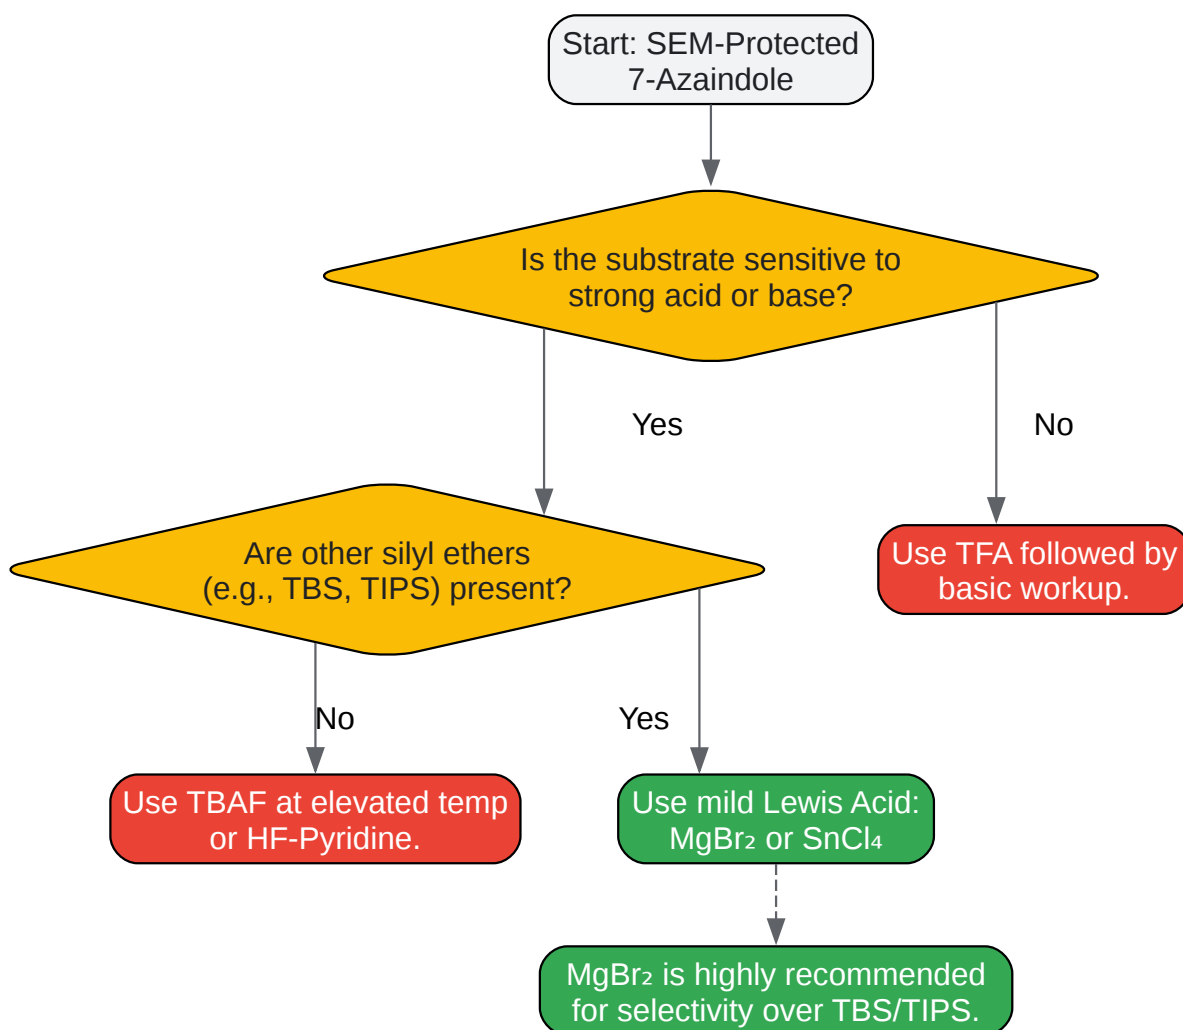 Start: SEM-Protected
7-Azaindole
Is the substrate sensitive to
strong acid or base?
Yes
No
Are other silyl ethers
(e.g., TBS, TIPS) present?
Use TFA followed by
basic workup.
No
Yes
Use TBAF at elevated temp
or HF-Pyridine.
Use mild Lewis Acid:
MgBr₂ or SnCl₄
MgBr₂ is highly recommended
for selectivity over TBS/TIPS.